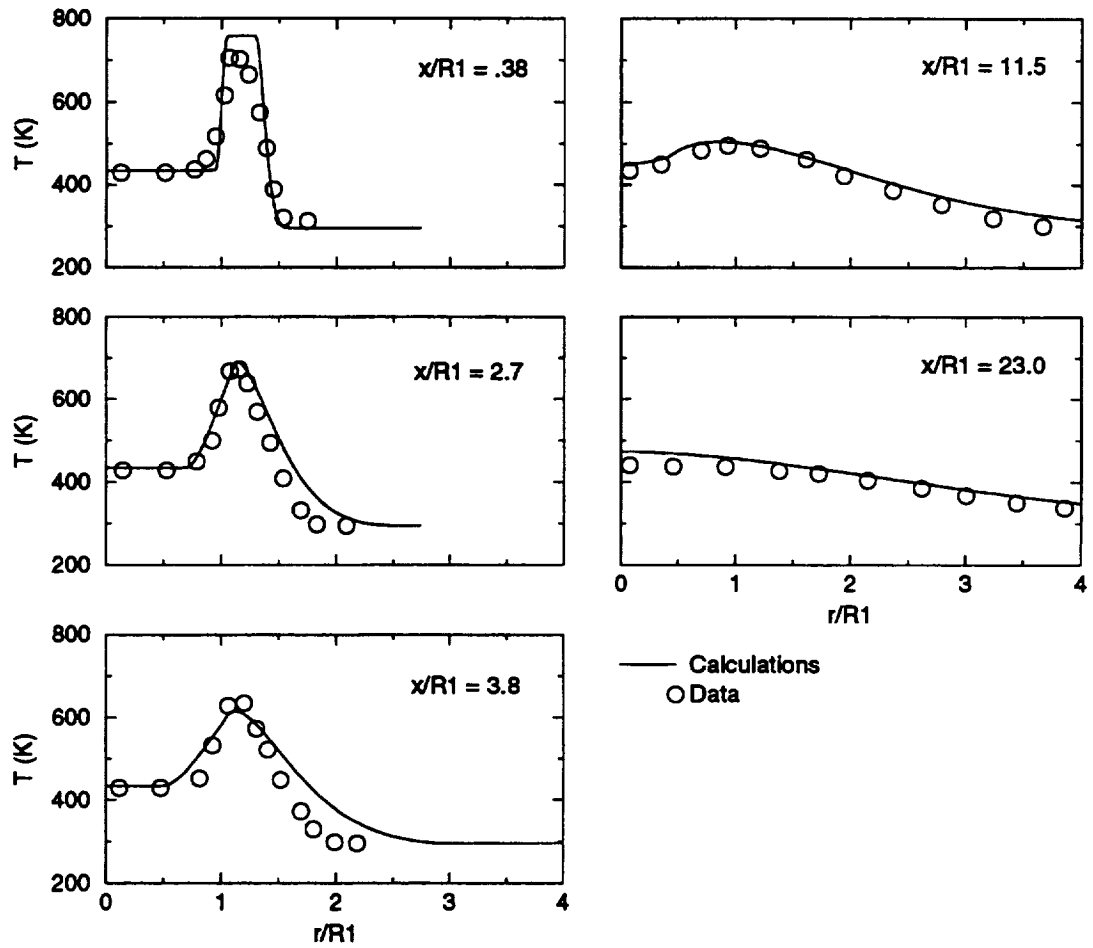 800
600
400
200
T (K)
x/R1 = .38
x/R1 = 11.5
800
600
400
200
T (K)
x/R1 = 2.7
x/R1 = 23.0
0
1
2
3
4
r/R1
800
600
400
200
T (K)
x/R1 = 3.8
0
1
2
3
4
r/R1
Calculations
Data